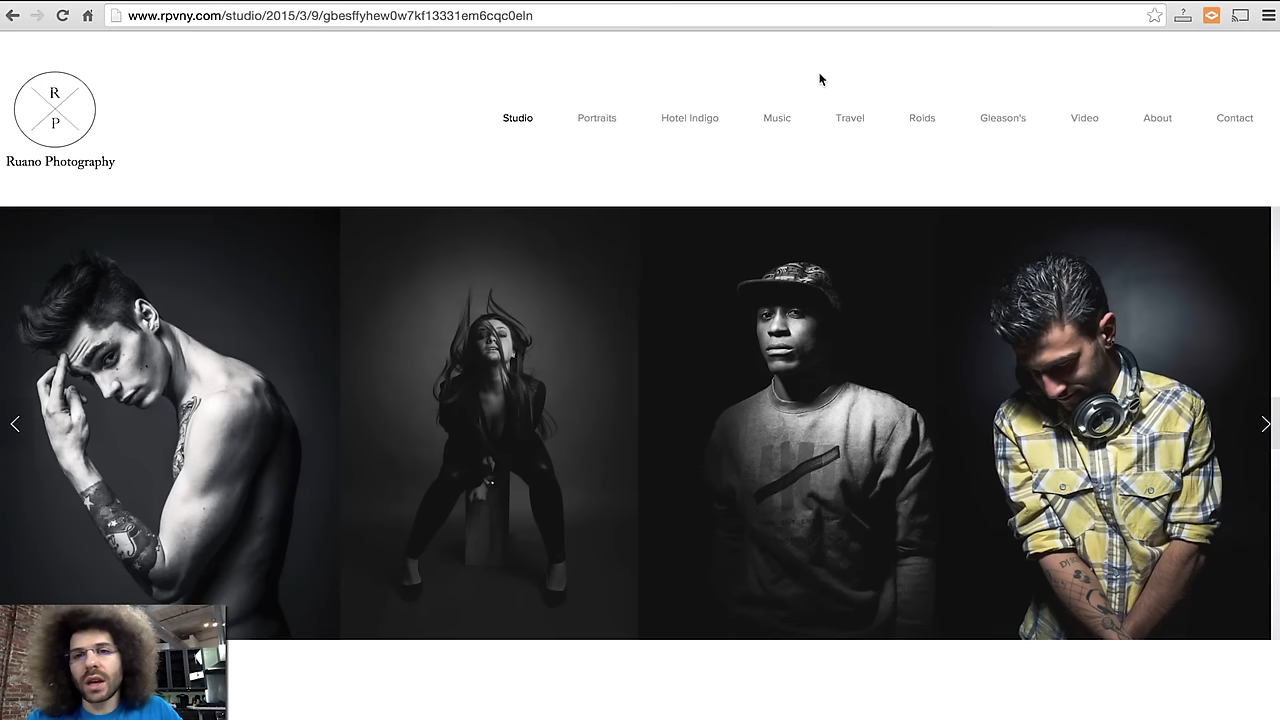 www.rpvny.com/studio/2015/3/9/gbesffyhew0w7kf13331em6cqc0eln
R
P
Ruano Photography
Studio Portraits Hotel Indigo Music Travel Roids Gleason's Video About Contact